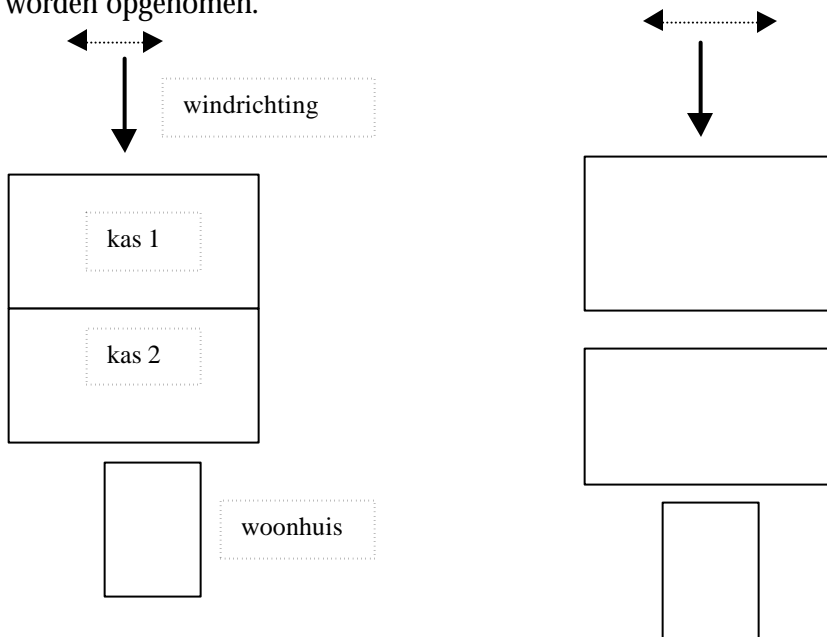 worden opgenomen.
windrichting
kas 1
kas 2
woonhuis